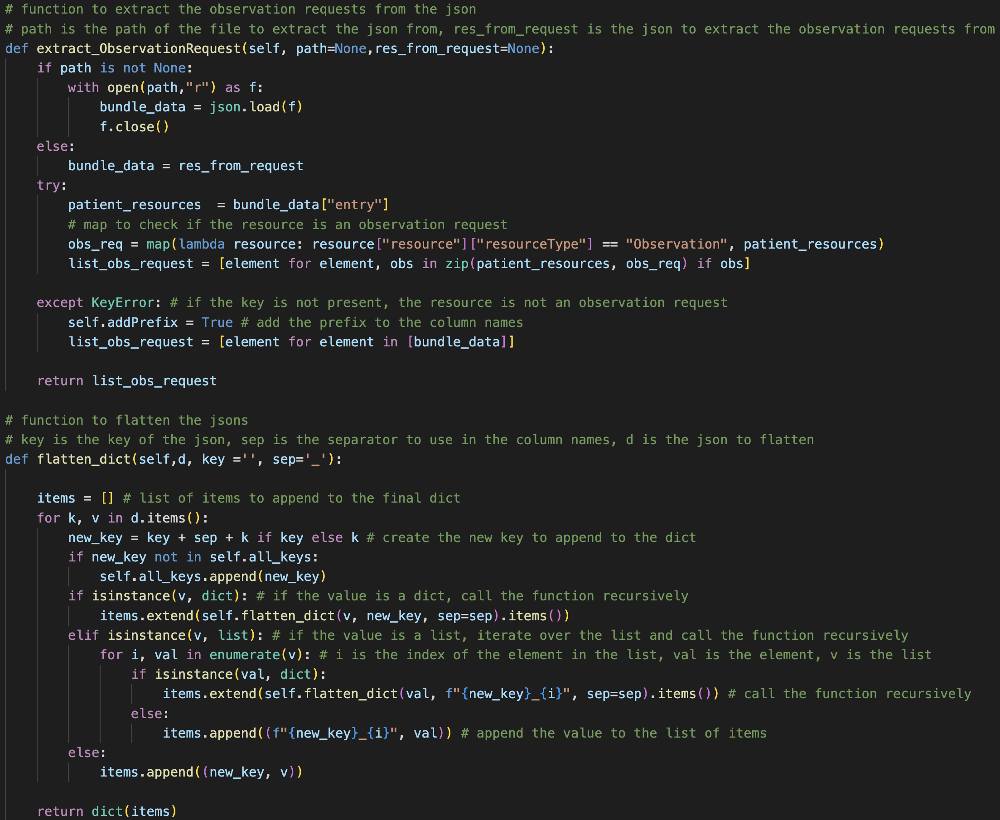 # function to extract the observation requests from the json
# path is the path of the file to extract the json from, res_from_request is the json to extract the observation requests from
def extract_ObservationRequest(self, path=None,res_from_request=None):
    if path is not None:
        with open(path,"r") as f:
            bundle_data = json.load(f)
            f.close()
    else:
        bundle_data = res_from_request
    try:
        patient_resources  = bundle_data["entry"]
        # map to check if the resource is an observation request
        obs_req = map(lambda resource: resource["resource"]["resourceType"] == "Observation", patient_resources)
        list_obs_request = [element for element, obs in zip(patient_resources, obs_req) if obs]

    except KeyError: # if the key is not present, the resource is not an observation request
        self.addPrefix = True # add the prefix to the column names
        list_obs_request = [element for element in [bundle_data]]

    return list_obs_request

# function to flatten the jsons
# key is the key of the json, sep is the separator to use in the column names, d is the json to flatten
def flatten_dict(self,d, key ='', sep='_'):

    items = [] # list of items to append to the final dict
    for k, v in d.items():
        new_key = key + sep + k if key else k # create the new key to append to the dict
        if new_key not in self.all_keys:
            self.all_keys.append(new_key)
        if isinstance(v, dict): # if the value is a dict, call the function recursively
            items.extend(self.flatten_dict(v, new_key, sep=sep).items())
        elif isinstance(v, list): # if the value is a list, iterate over the list and call the function recursively
            for i, val in enumerate(v): # i is the index of the element in the list, val is the element, v is the list
                if isinstance(val, dict):
                    items.extend(self.flatten_dict(val, f"{new_key}_{i}", sep=sep).items()) # call the function recursively
                else:
                    items.append((f"{new_key}_{i}", val)) # append the value to the list of items
        else:
            items.append((new_key, v))

    return dict(items)